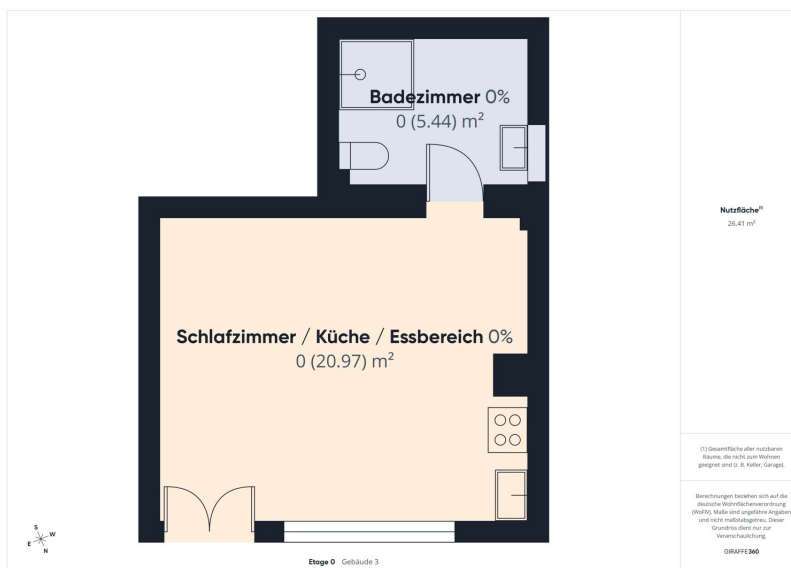 Badezimmer 0%
0 (5.44) m²
Schlafzimmer / Küche / Essbereich 0%
0 (20.97) m²
S
W
E
N
Etage 0 Gebäude 3
Nutzfläche⁽¹⁾
26.41 m²
(1) Gesamtfläche aller nutzbaren
Räume, die nicht zum Wohnen
geeignet sind (z. B. Keller, Garage).
Berechnungen beziehen sich auf die
deutsche Wohnflächenverordnung
(WoFlV). Maße sind ungefähre Angaben
und nicht maßstabsgetreu. Dieser
Grundriss dient nur zur
Veranschaulichung.
GIRAFFE360